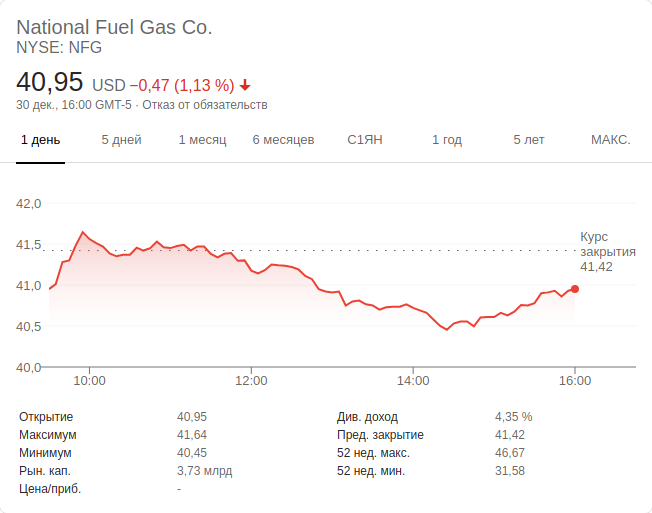 National Fuel Gas Co.
NYSE: NFG
40,95 USD −0,47 (1,13 %)
30 дек., 16:00 GMT-5 · Отказ от обязательств
1 день 5 дней 1 месяц 6 месяцев С1ЯН 1 год 5 лет МАКС.
42,0
41,5
41,0
40,5
40,0
Курс
закрытия
41,42
10:00 12:00 14:00 16:00
Открытие 40,95 Див. доход 4,35 %
Максимум 41,64 Пред. закрытие 41,42
Минимум 40,45 52 нед. макс. 46,67
Рын. кап. 3,73 млрд 52 нед. мин. 31,58
Цена/приб. -